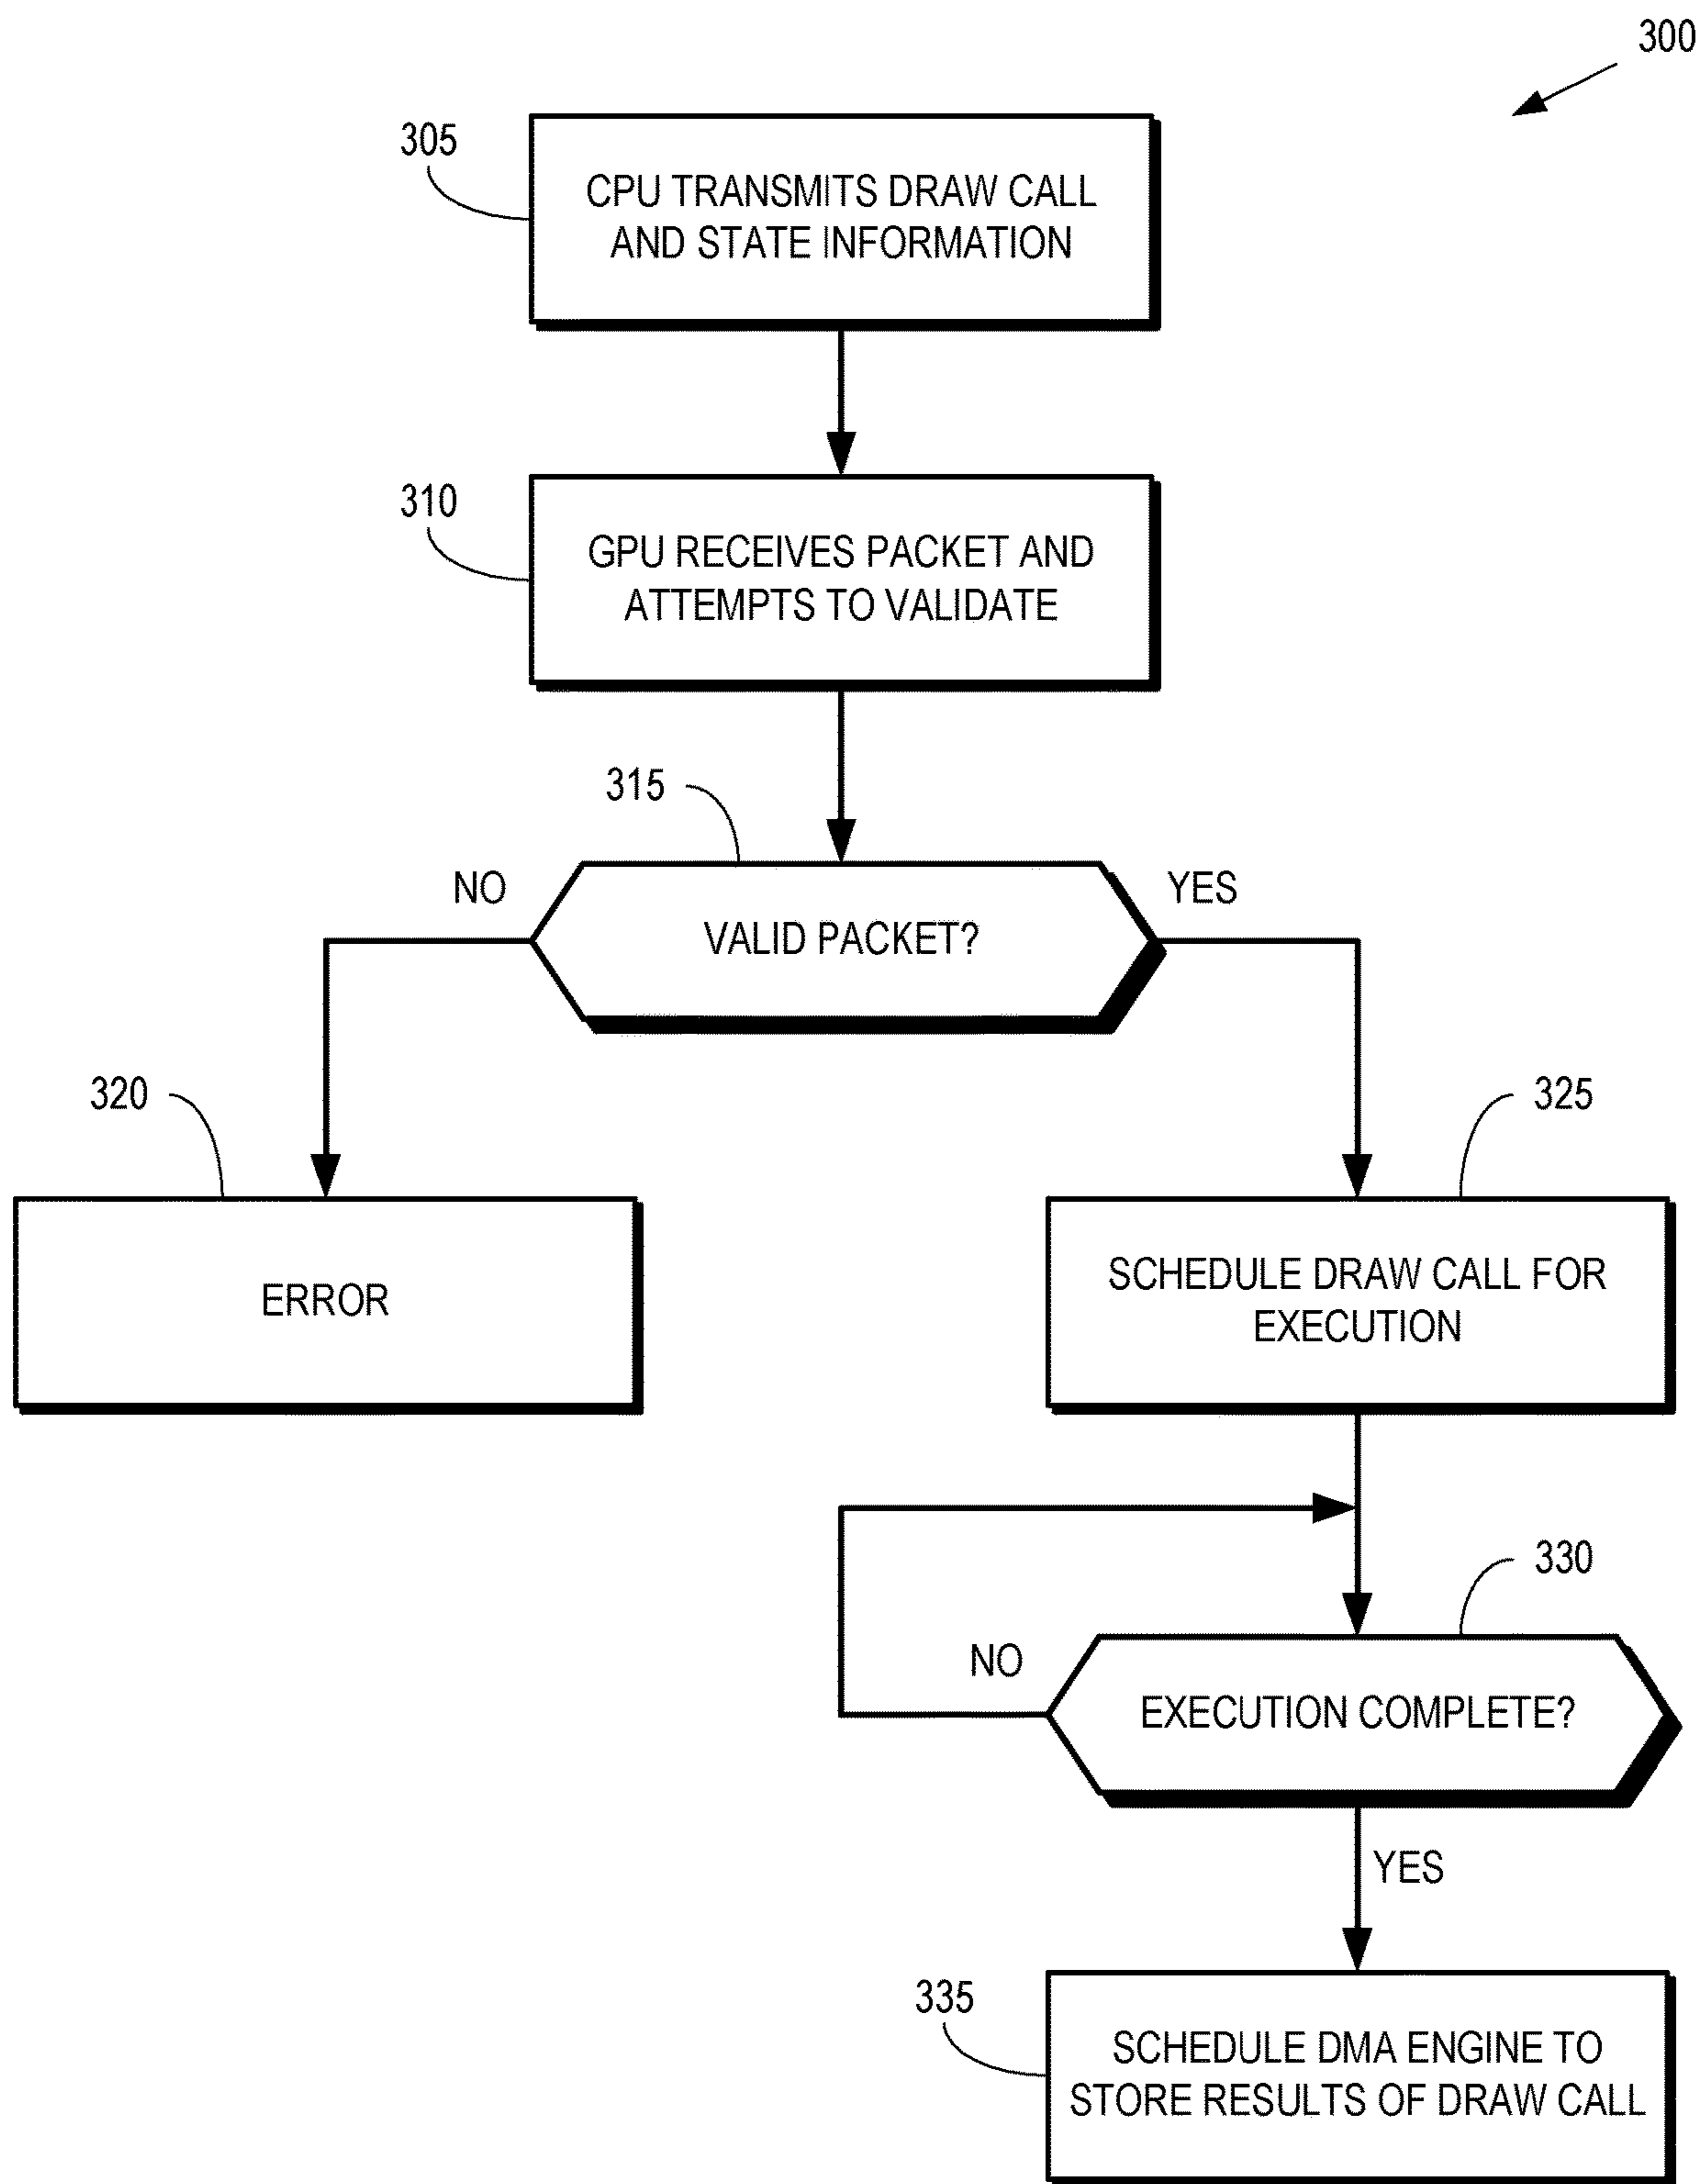 300
305
CPU TRANSMITS DRAW CALL
AND STATE INFORMATION
310
GPU RECEIVES PACKET AND
ATTEMPTS TO VALIDATE
315
NO
YES
VALID PACKET?
320
325
ERROR
SCHEDULE DRAW CALL FOR
EXECUTION
330
NO
EXECUTION COMPLETE?
YES
335
SCHEDULE DMA ENGINE TO
STORE RESULTS OF DRAW CALL